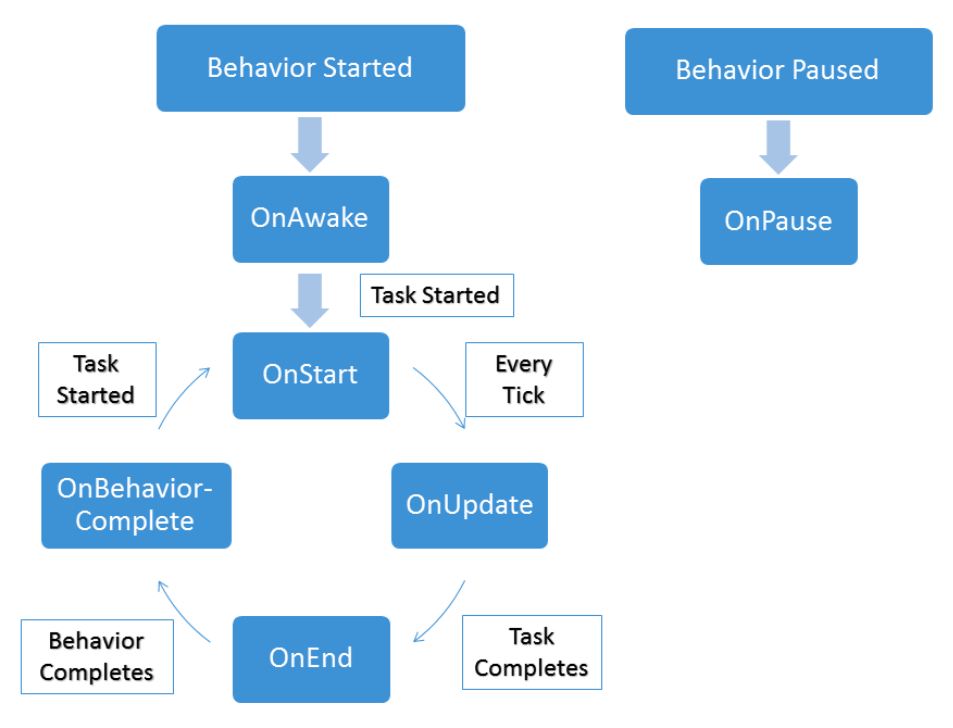 Behavior Started
Behavior Paused
OnAwake
OnPause
Task Started
Task
Started
OnStart
Every
Tick
OnBehavior-
Complete
OnUpdate
Behavior
Completes
OnEnd
Task
Completes